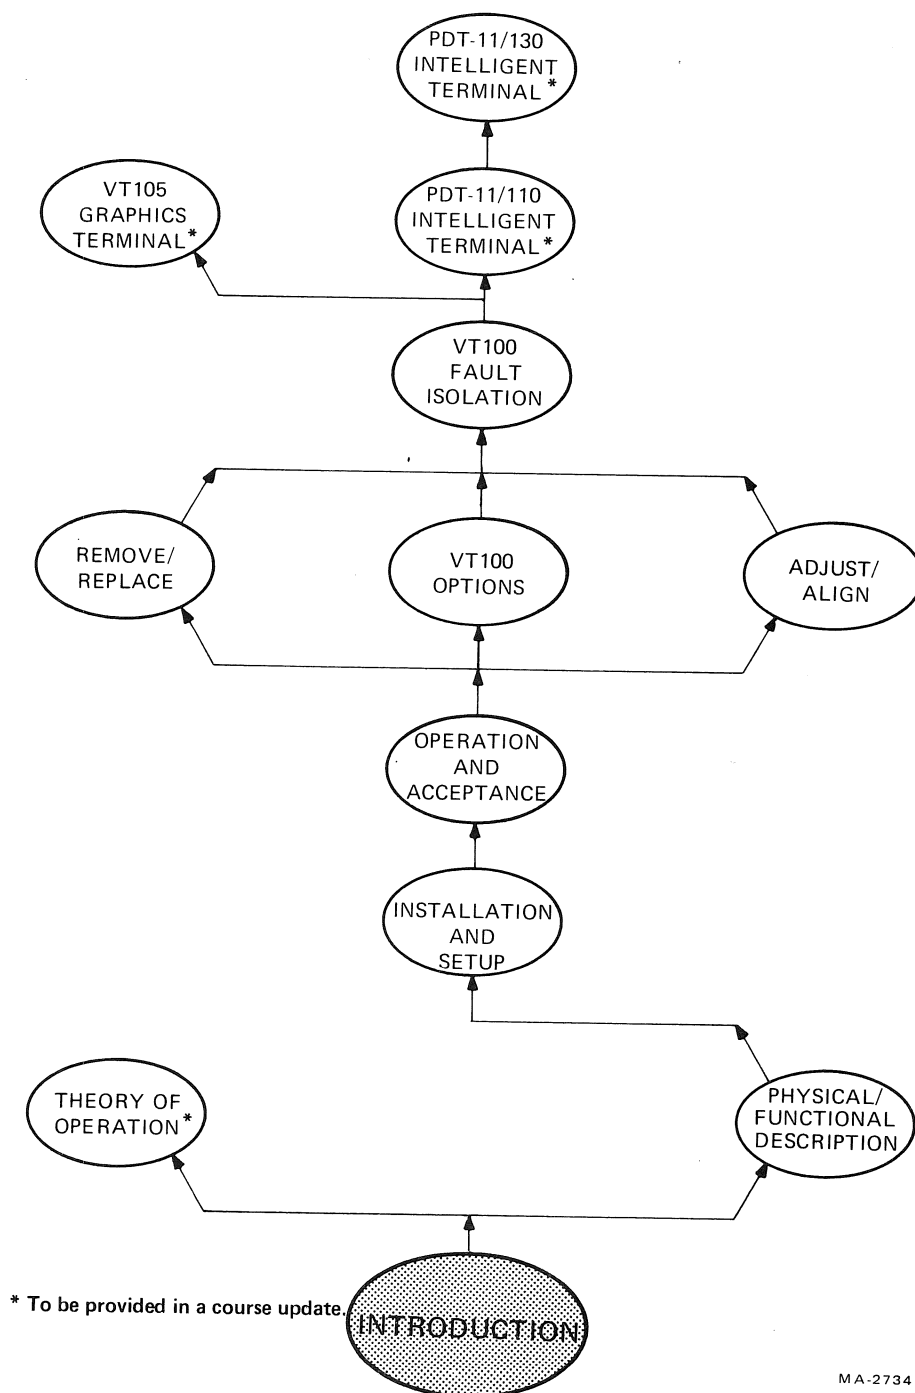 PDT-11/130
INTELLIGENT
TERMINAL*
VT105
GRAPHICS
TERMINAL*
PDT-11/110
INTELLIGENT
TERMINAL*
VT100
FAULT
ISOLATION
REMOVE/
REPLACE
VT100
OPTIONS
ADJUST/
ALIGN
OPERATION
AND
ACCEPTANCE
INSTALLATION
AND
SETUP
THEORY OF
OPERATION*
PHYSICAL/
FUNCTIONAL
DESCRIPTION
* To be provided in a course update.
INTRODUCTION
MA-2734